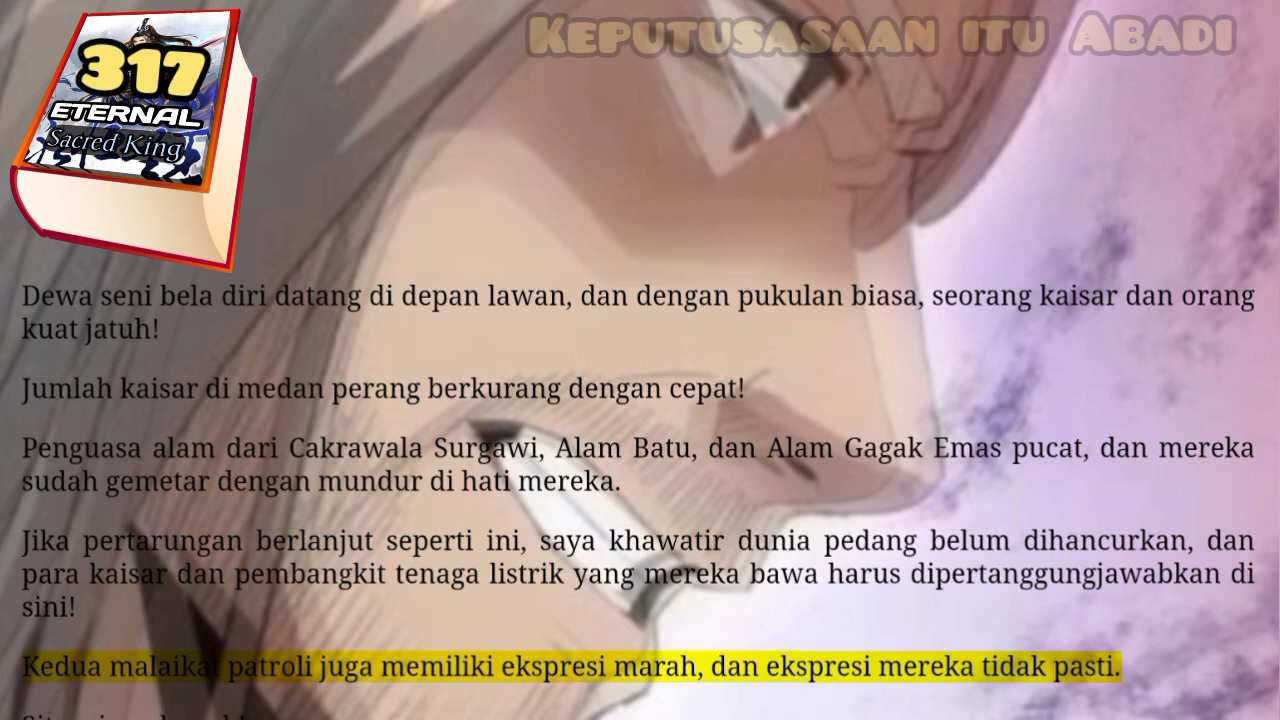 Keputusasaan itu Abadi
317
ETERNAL
Sacred King
Dewa seni bela diri datang di depan lawan, dan dengan pukulan biasa, seorang kaisar dan orang
kuat jatuh!
Jumlah kaisar di medan perang berkurang dengan cepat!
Penguasa alam dari Cakrawala Surgawi, Alam Batu, dan Alam Gagak Emas pucat, dan mereka
sudah gemetar dengan mundur di hati mereka.
Jika pertarungan berlanjut seperti ini, saya khawatir dunia pedang belum dihancurkan, dan
para kaisar dan pembangkit tenaga listrik yang mereka bawa harus dipertanggungjawabkan di
sini!
Kedua malaikat patroli juga memiliki ekspresi marah, dan ekspresi mereka tidak pasti.